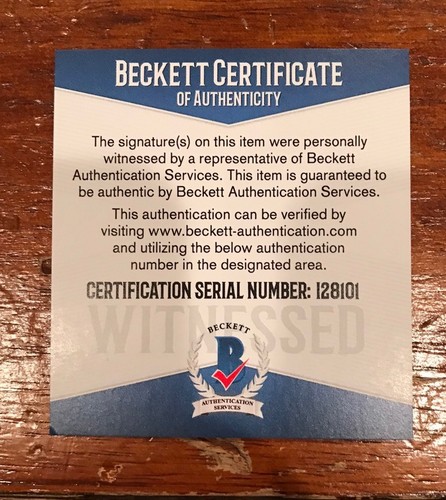 BECKETT CERTIFICATE
OF AUTHENTICITY
The signature(s) on this item were personally
witnessed by a representative of Beckett
Authentication Services. This item is guaranteed to
be authentic by Beckett Authentication Services.
This authentication can be verified by
visiting www.beckett-authentication.com
and utilizing the below authentication
number in the designated area.
CERTIFICATION SERIAL NUMBER: 128101
WITNESSED
BECKETT
B
AUTHENTICATION
SERVICES